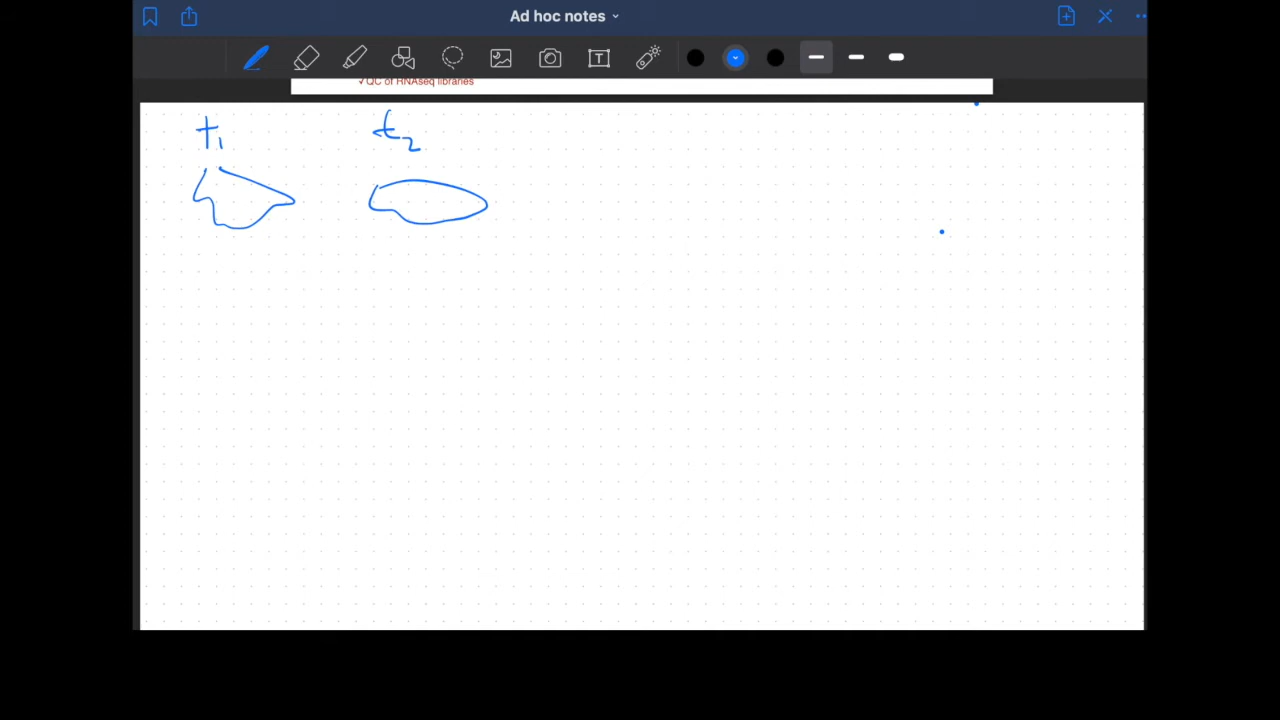 Ad hoc notes
T
✓QC of RNAseq libraries
t1 t2